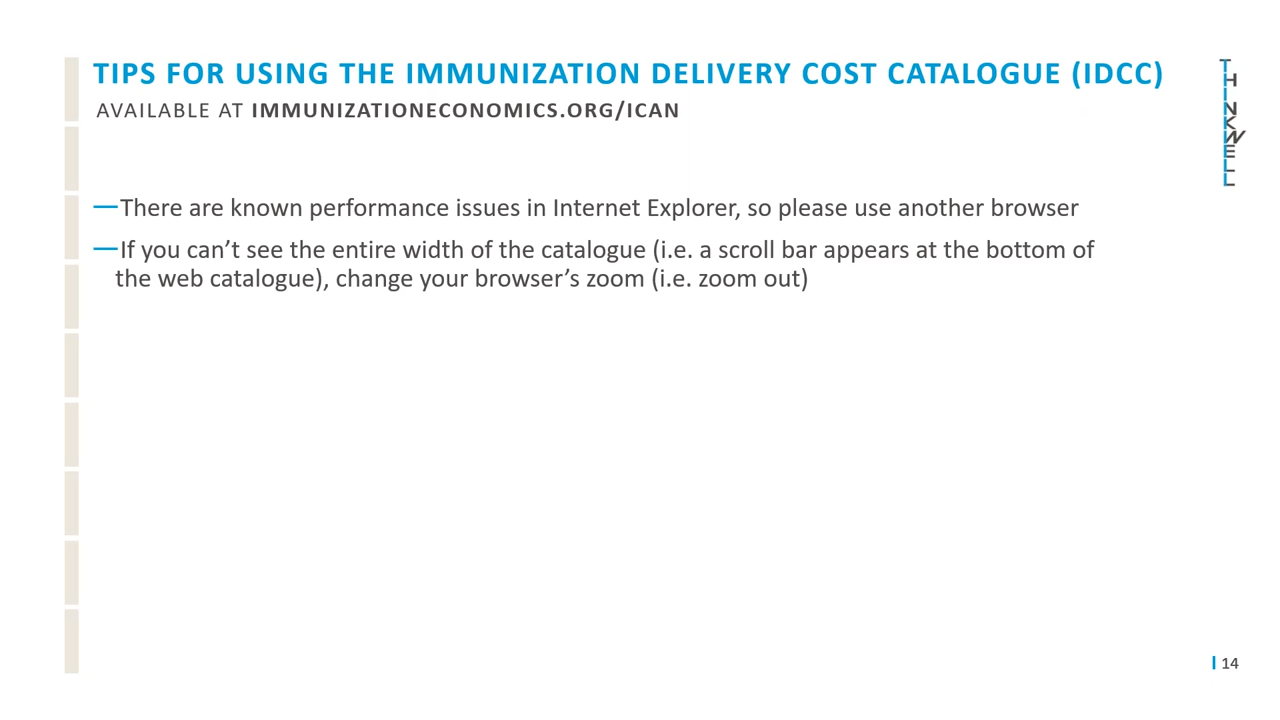 TIPS FOR USING THE IMMUNIZATION DELIVERY COST CATALOGUE (IDCC)
AVAILABLE AT IMMUNIZATIONECONOMICS.ORG/ICAN
THINKWELL
—There are known performance issues in Internet Explorer, so please use another browser
—If you can’t see the entire width of the catalogue (i.e. a scroll bar appears at the bottom of
the web catalogue), change your browser’s zoom (i.e. zoom out)
14